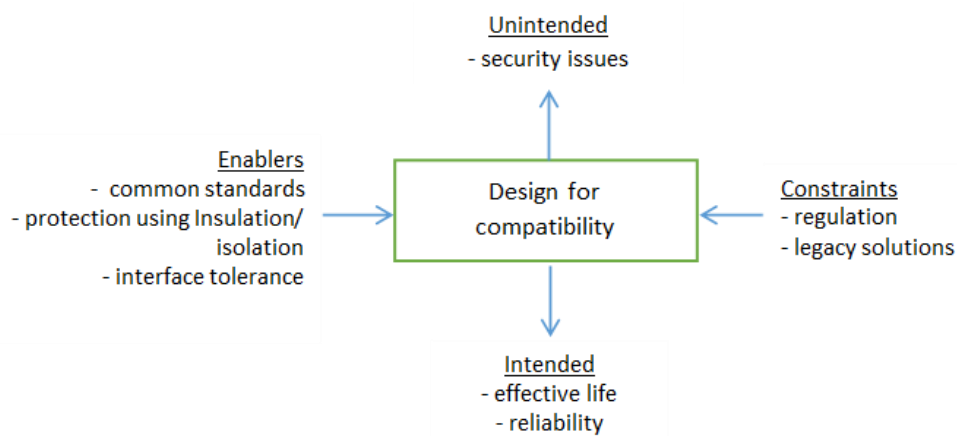 Unintended
- security issues
Enablers
- common standards
- protection using Insulation/
isolation
- interface tolerance
Design for
compatibility
Constraints
- regulation
- legacy solutions
Intended
- effective life
- reliability